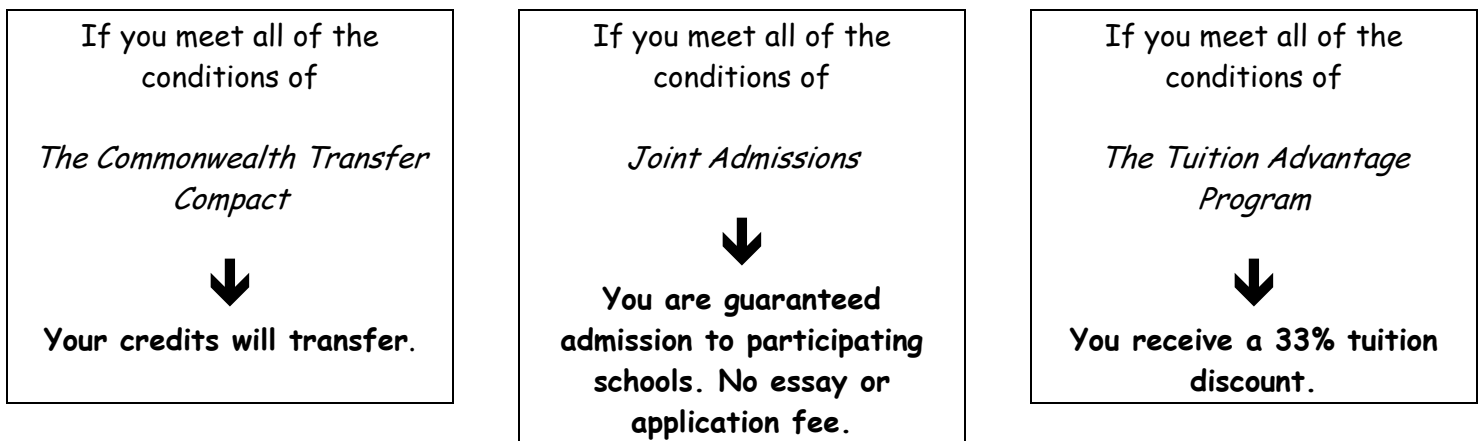 If you meet all of the
conditions of
The Commonwealth Transfer
Compact
Your credits will transfer.
If you meet all of the
conditions of
Joint Admissions
You are guaranteed
admission to participating
schools. No essay or
application fee.
If you meet all of the
conditions of
The Tuition Advantage
Program
You receive a 33% tuition
discount.